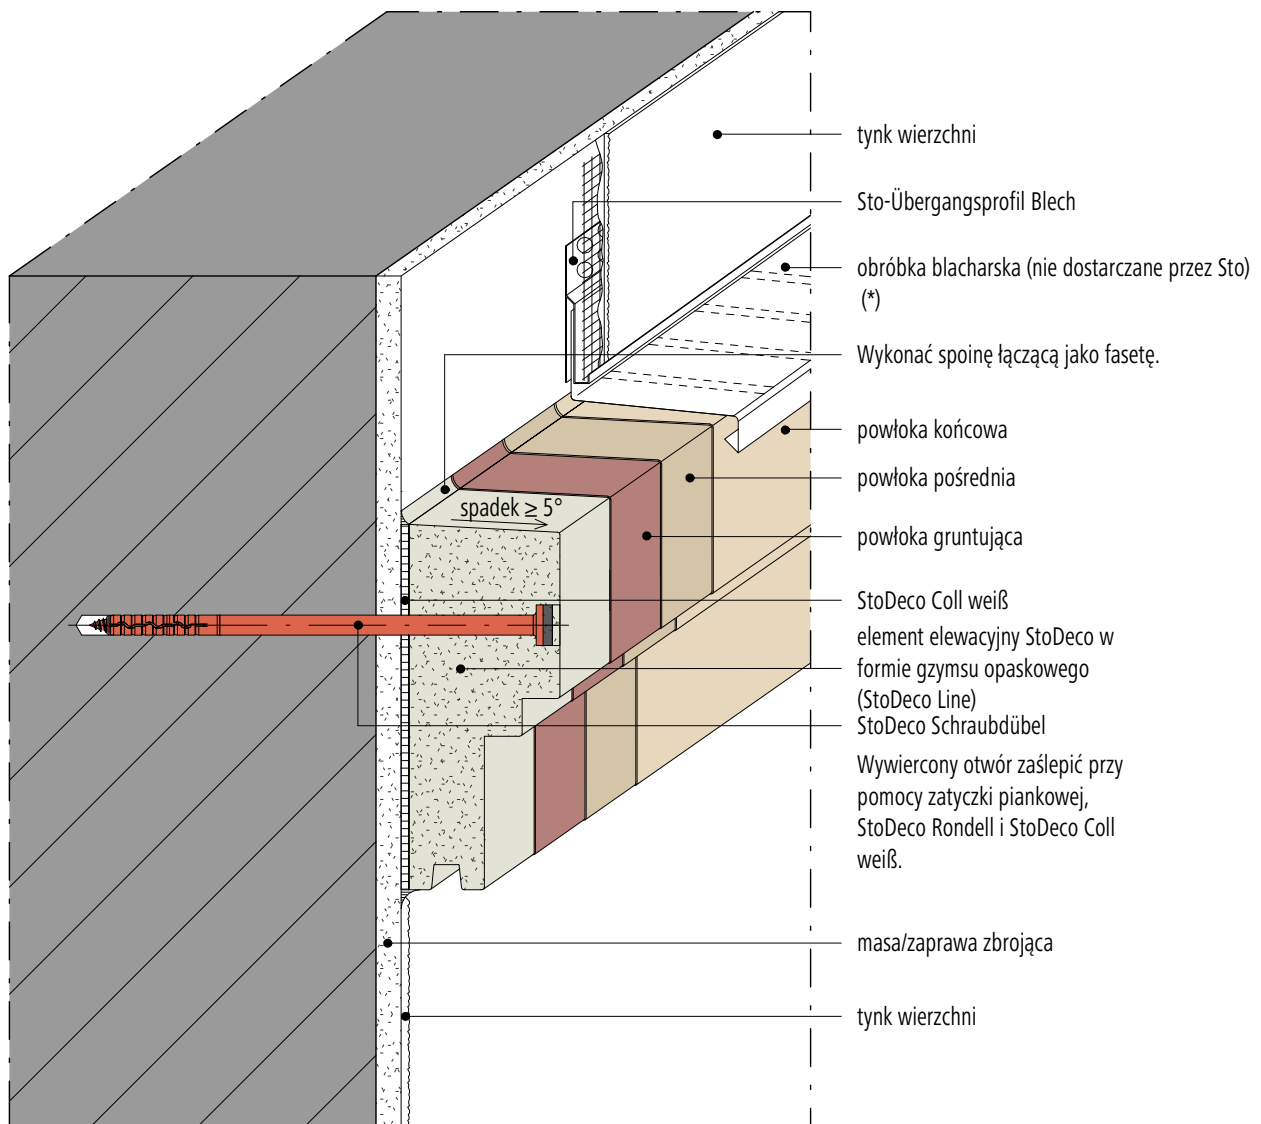 tynk wierzchni
Sto-Übergangsprofil Blech
obróbka blacharska (nie dostarczane przez Sto)
(*)
Wykonać spoinę łączącą jako fasetę.
powłoka końcowa
powłoka pośrednia
spadek ≥ 5°
powłoka gruntująca
StoDeco Coll weiß
element elewacyjny StoDeco w
formie gzymsu opaskowego
(StoDeco Line)
StoDeco Schraubdübel
Wywiercony otwór zaślepić przy
pomocy zatyczki piankowej,
StoDeco Rondell i StoDeco Coll
weiß.
masa/zaprawa zbrojąca
tynk wierzchni